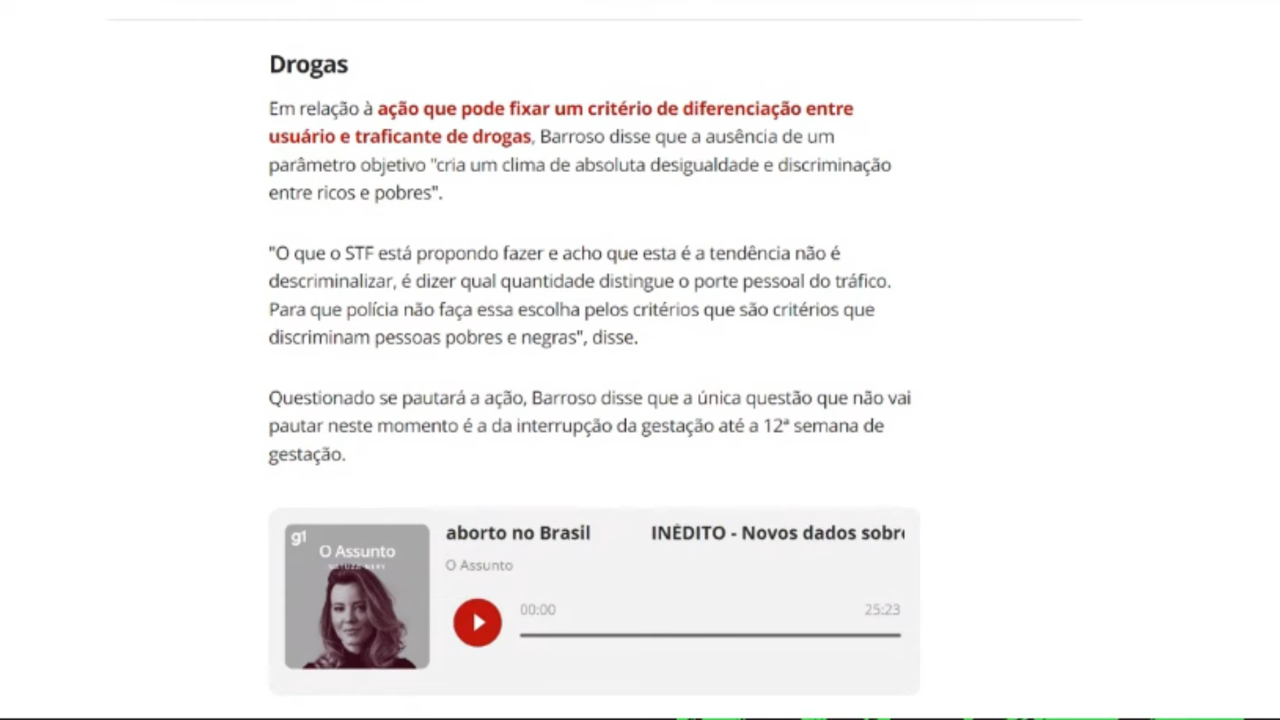 Drogas
Em relação à ação que pode fixar um critério de diferenciação entre
usuário e traficante de drogas, Barroso disse que a ausência de um
parâmetro objetivo "cria um clima de absoluta desigualdade e discriminação
entre ricos e pobres".
"O que o STF está propondo fazer e acho que esta é a tendência não é
descriminalizar, é dizer qual quantidade distingue o porte pessoal do tráfico.
Para que polícia não faça essa escolha pelos critérios que são critérios que
discriminam pessoas pobres e negras", disse.
Questionado se pautará a ação, Barroso disse que a única questão que não vai
pautar neste momento é a da interrupção da gestação até a 12ª semana de
gestação.
g1
O Assunto
NATUZA NERY
aborto no Brasil INÉDITO - Novos dados sobre
O Assunto
00:00 25:23